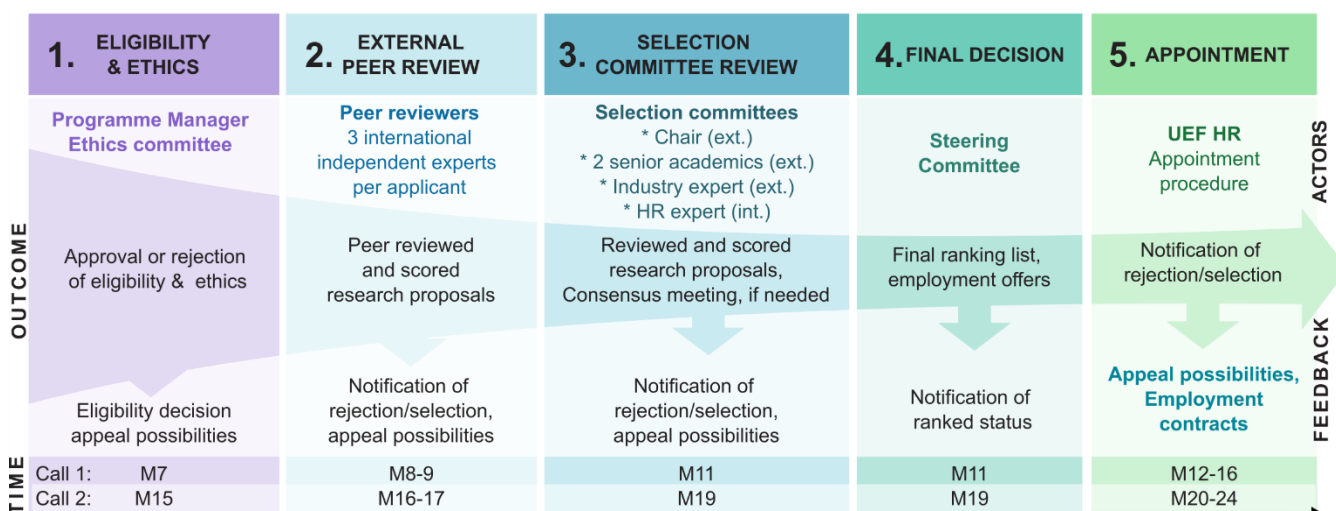 1. ELIGIBILITY
& ETHICS
2. EXTERNAL
PEER REVIEW
3. SELECTION
COMMITTEE REVIEW
4. FINAL DECISION
5. APPOINTMENT
Programme Manager
Ethics committee
Peer reviewers
3 international
independent experts
per applicant
Selection committees
* Chair (ext.)
* 2 senior academics (ext.)
* Industry expert (ext.)
* HR expert (int.)
Steering
Committee
UEF HR
Appointment
procedure
ACTORS
OUTCOME
Approval or rejection
of eligibility & ethics
Peer reviewed
and scored
research proposals
Reviewed and scored
research proposals,
Consensus meeting, if needed
Final ranking list,
employment offers
Notification of
rejection/selection
Eligibility decision
appeal possibilities
Notification of
rejection/selection,
appeal possibilities
Notification of
rejection/selection,
appeal possibilities
Notification of
ranked status
Appeal possibilities,
Employment
contracts
FEEDBACK
TIME
Call 1: M7 M8-9 M11 M11 M12-16
Call 2: M15 M16-17 M19 M19 M20-24